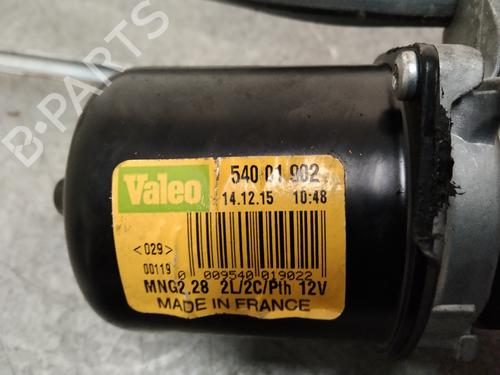 Valeo
540 01 902
14.12.15 10:48
<029>
00119
0 009540 019022
MNG2.28 2L/2C/Pth 12V
MADE IN FRANCE
B-PARTS